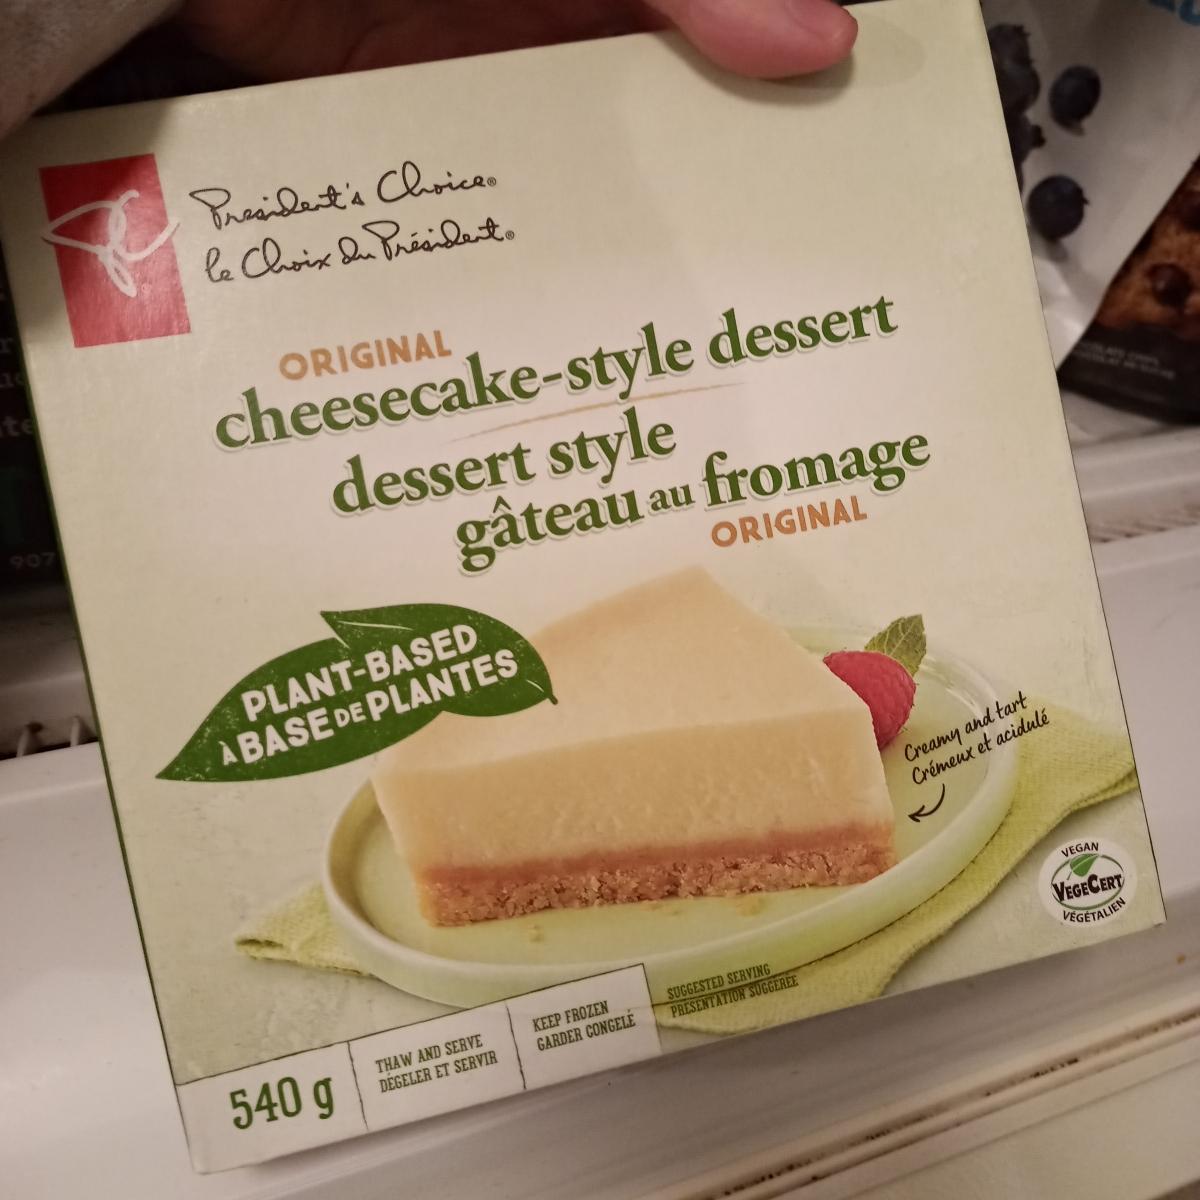 President's Choice®
le Choix du Président®
ORIGINAL
cheesecake-style dessert
dessert style
gâteau au fromage
ORIGINAL
PLANT-BASED
À BASE DE PLANTES
Creamy and tart
Crémeux et acidulé
VEGAN
VEGECERT
VÉGÉTALIEN
SUGGESTED SERVING
PRÉSENTATION SUGGÉRÉE
KEEP FROZEN
GARDER CONGELÉ
THAW AND SERVE
DÉGELER ET SERVIR
540 g
907